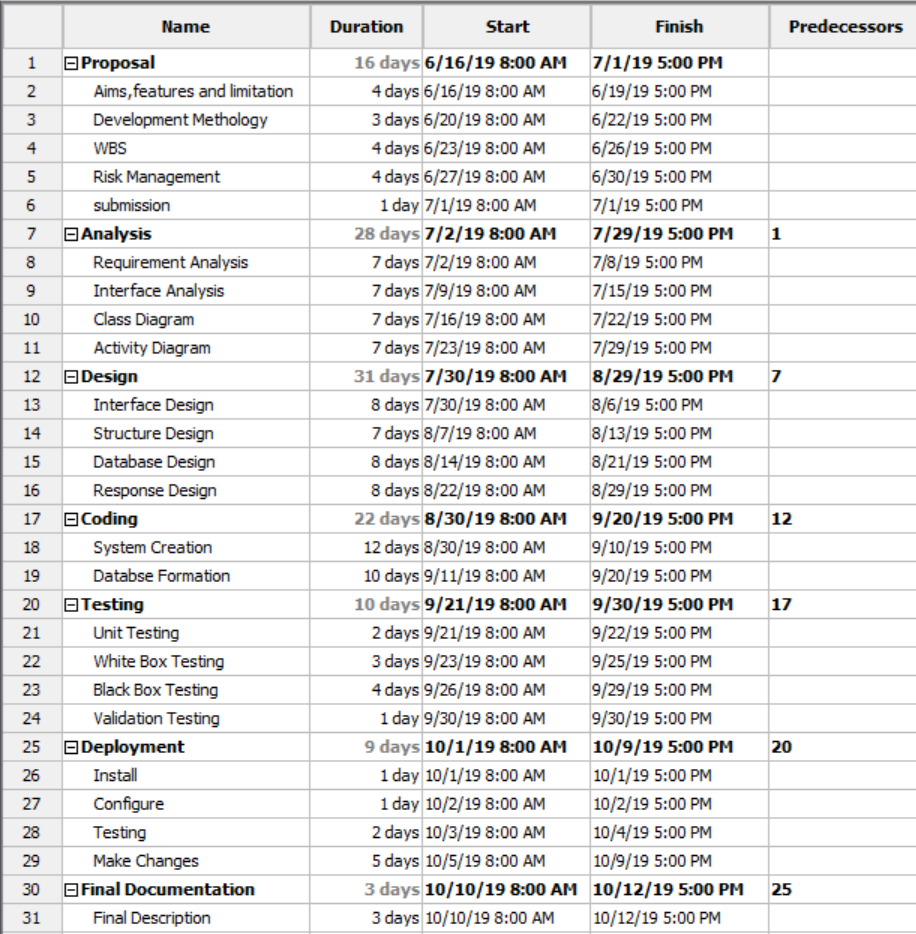 Name Duration Start Finish Predecessors
1 Proposal 16 days 6/16/19 8:00 AM 7/1/19 5:00 PM
2 Aims,features and limitation 4 days 6/16/19 8:00 AM 6/19/19 5:00 PM
3 Development Methology 3 days 6/20/19 8:00 AM 6/22/19 5:00 PM
4 WBS 4 days 6/23/19 8:00 AM 6/26/19 5:00 PM
5 Risk Management 4 days 6/27/19 8:00 AM 6/30/19 5:00 PM
6 submission 1 day 7/1/19 8:00 AM 7/1/19 5:00 PM
7 Analysis 28 days 7/2/19 8:00 AM 7/29/19 5:00 PM 1
8 Requirement Analysis 7 days 7/2/19 8:00 AM 7/8/19 5:00 PM
9 Interface Analysis 7 days 7/9/19 8:00 AM 7/15/19 5:00 PM
10 Class Diagram 7 days 7/16/19 8:00 AM 7/22/19 5:00 PM
11 Activity Diagram 7 days 7/23/19 8:00 AM 7/29/19 5:00 PM
12 Design 31 days 7/30/19 8:00 AM 8/29/19 5:00 PM 7
13 Interface Design 8 days 7/30/19 8:00 AM 8/6/19 5:00 PM
14 Structure Design 7 days 8/7/19 8:00 AM 8/13/19 5:00 PM
15 Database Design 8 days 8/14/19 8:00 AM 8/21/19 5:00 PM
16 Response Design 8 days 8/22/19 8:00 AM 8/29/19 5:00 PM
17 Coding 22 days 8/30/19 8:00 AM 9/20/19 5:00 PM 12
18 System Creation 12 days 8/30/19 8:00 AM 9/10/19 5:00 PM
19 Databse Formation 10 days 9/11/19 8:00 AM 9/20/19 5:00 PM
20 Testing 10 days 9/21/19 8:00 AM 9/30/19 5:00 PM 17
21 Unit Testing 2 days 9/21/19 8:00 AM 9/22/19 5:00 PM
22 White Box Testing 3 days 9/23/19 8:00 AM 9/25/19 5:00 PM
23 Black Box Testing 4 days 9/26/19 8:00 AM 9/29/19 5:00 PM
24 Validation Testing 1 day 9/30/19 8:00 AM 9/30/19 5:00 PM
25 Deployment 9 days 10/1/19 8:00 AM 10/9/19 5:00 PM 20
26 Install 1 day 10/1/19 8:00 AM 10/1/19 5:00 PM
27 Configure 1 day 10/2/19 8:00 AM 10/2/19 5:00 PM
28 Testing 2 days 10/3/19 8:00 AM 10/4/19 5:00 PM
29 Make Changes 5 days 10/5/19 8:00 AM 10/9/19 5:00 PM
30 Final Documentation 3 days 10/10/19 8:00 AM 10/12/19 5:00 PM 25
31 Final Description 3 days 10/10/19 8:00 AM 10/12/19 5:00 PM